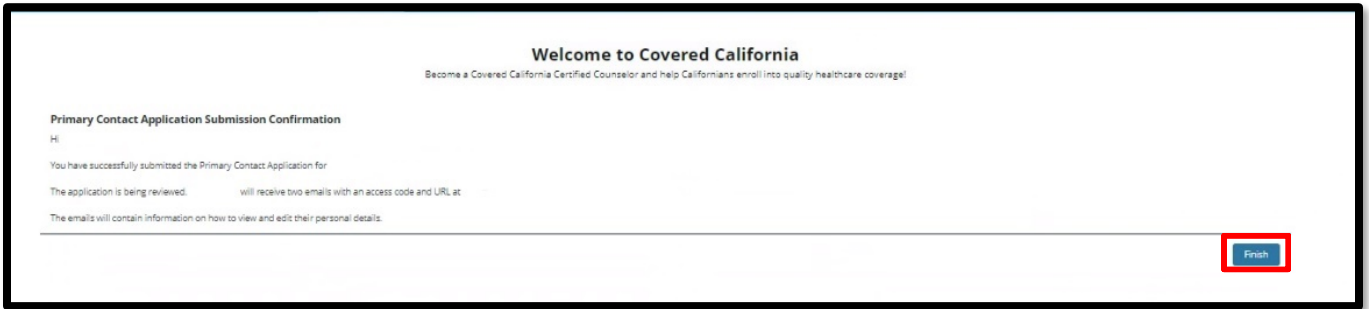 Welcome to Covered California
Become a Covered California Certified Counselor and help Californians enroll into quality healthcare coverage!
Primary Contact Application Submission Confirmation
Hi
You have successfully submitted the Primary Contact Application for
The application is being reviewed. will receive two emails with an access code and URL at
The emails will contain information on how to view and edit their personal details.
Finish